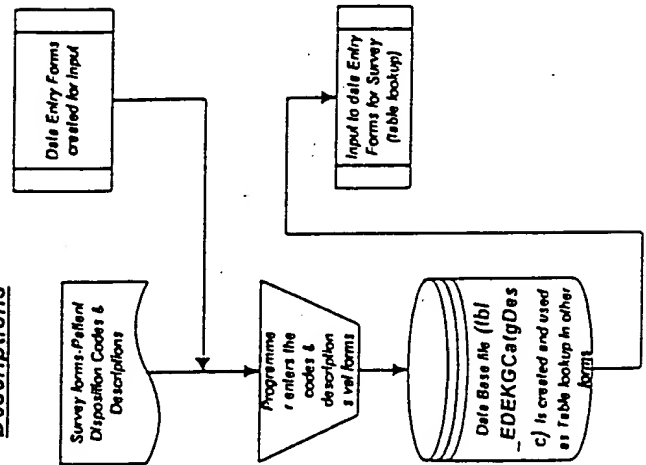 Descriptions
Survey forms-Patient
Disposition Codes &
Descriptions
Data Entry Forms
created for Input
Programme
r enters the
codes &
description
s vel forms
Data Base file (tbl
_EDEKGCatgDes
c) Is created and used
as Table lookup in other
forms
Input to date Entry
Forms for Survey
(table lookup)